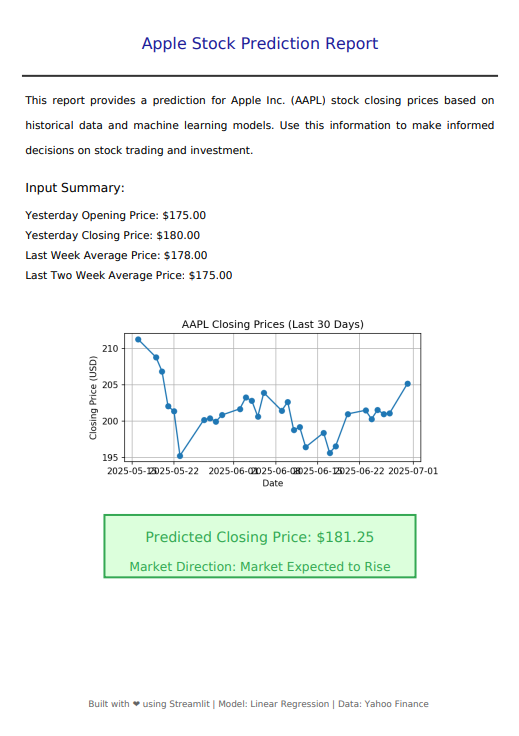 Apple Stock Prediction Report
This report provides a prediction for Apple Inc. (AAPL) stock closing prices based on
historical data and machine learning models. Use this information to make informed
decisions on stock trading and investment.
Input Summary:
Yesterday Opening Price: $175.00
Yesterday Closing Price: $180.00
Last Week Average Price: $178.00
Last Two Week Average Price: $175.00
AAPL Closing Prices (Last 30 Days)
Closing Price (USD)
210
205
200
195
2025-05-15 2025-05-22 2025-06-01 2025-06-08 2025-06-15 2025-06-22 2025-07-01
Date
Predicted Closing Price: $181.25
Market Direction: Market Expected to Rise
Built with ❤ using Streamlit | Model: Linear Regression | Data: Yahoo Finance